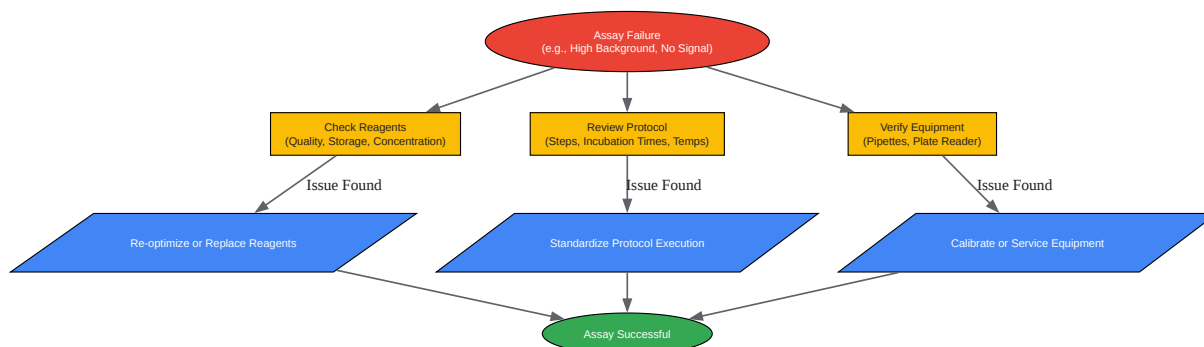 Assay Failure
(e.g., High Background, No Signal)
Check Reagents
(Quality, Storage, Concentration)
Review Protocol
(Steps, Incubation Times, Temps)
Verify Equipment
(Pipettes, Plate Reader)
Issue Found
Issue Found
Issue Found
Re-optimize or Replace Reagents
Standardize Protocol Execution
Calibrate or Service Equipment
Assay Successful